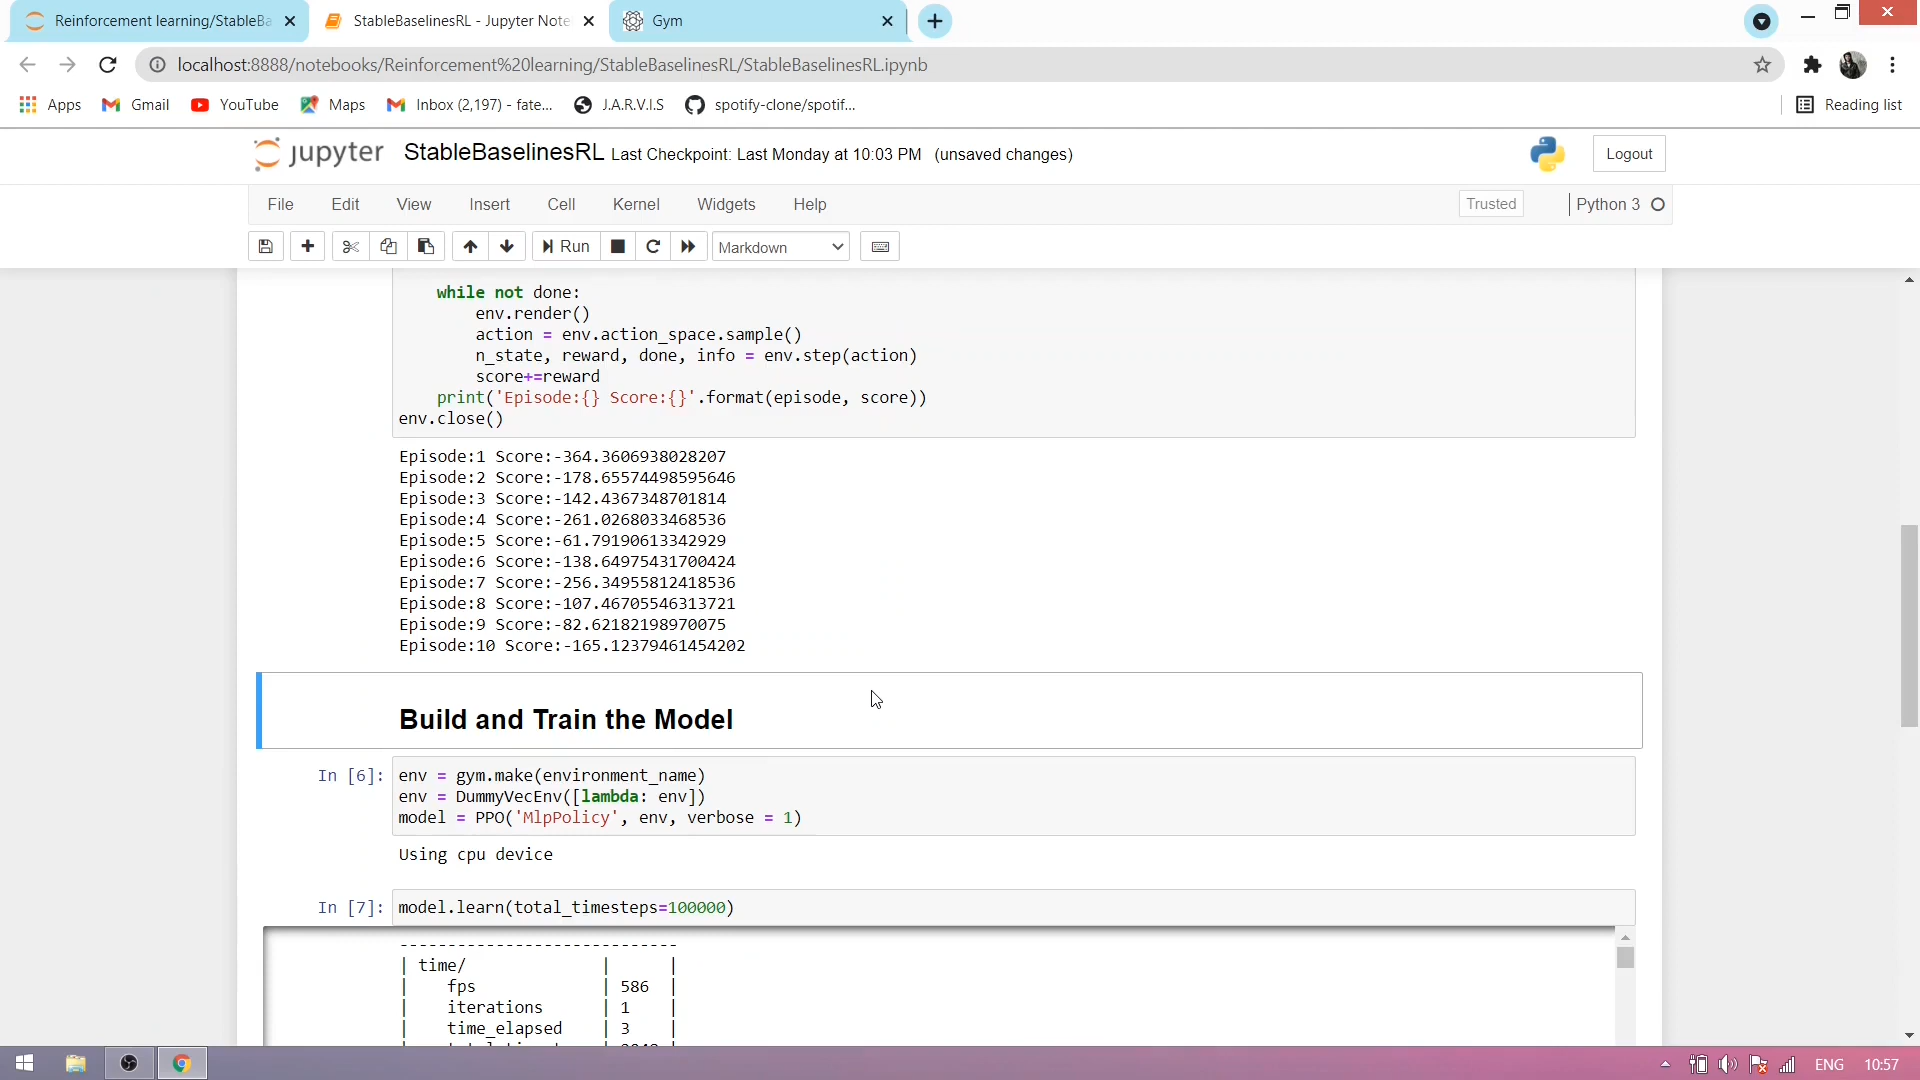 Reinforcement learning/StableBa
StableBaselinesRL - Jupyter Note
Gym
localhost:8888/notebooks/Reinforcement%20learning/StableBaselinesRL/StableBaselinesRL.ipynb
Apps Gmail YouTube Maps Inbox (2,197) - fate... J.A.R.V.I.S spotify-clone/spotif... Reading list
jupyter StableBaselinesRL Last Checkpoint: Last Monday at 10:03 PM (unsaved changes) Logout
File Edit View Insert Cell Kernel Widgets Help Trusted Python 3
Run Markdown
while not done:
env.render()
action = env.action_space.sample()
n_state, reward, done, info = env.step(action)
score+=reward
print('Episode:{} Score:{}'.format(episode, score))
env.close()
Episode:1 Score:-364.3606938028207
Episode:2 Score:-178.65574498595646
Episode:3 Score:-142.4367348701814
Episode:4 Score:-261.0268033468536
Episode:5 Score:-61.79190613342929
Episode:6 Score:-138.64975431700424
Episode:7 Score:-256.34955812418536
Episode:8 Score:-107.46705546313721
Episode:9 Score:-82.62182198970075
Episode:10 Score:-165.12379461454202
Build and Train the Model
In [6]: env = gym.make(environment_name)
env = DummyVecEnv([lambda: env])
model = PPO('MlpPolicy', env, verbose = 1)
Using cpu device
In [7]: model.learn(total_timesteps=100000)
-----------------------------
| time/ | |
| fps | 586 |
| iterations | 1 |
| time_elapsed | 3 |
ENG 10:57